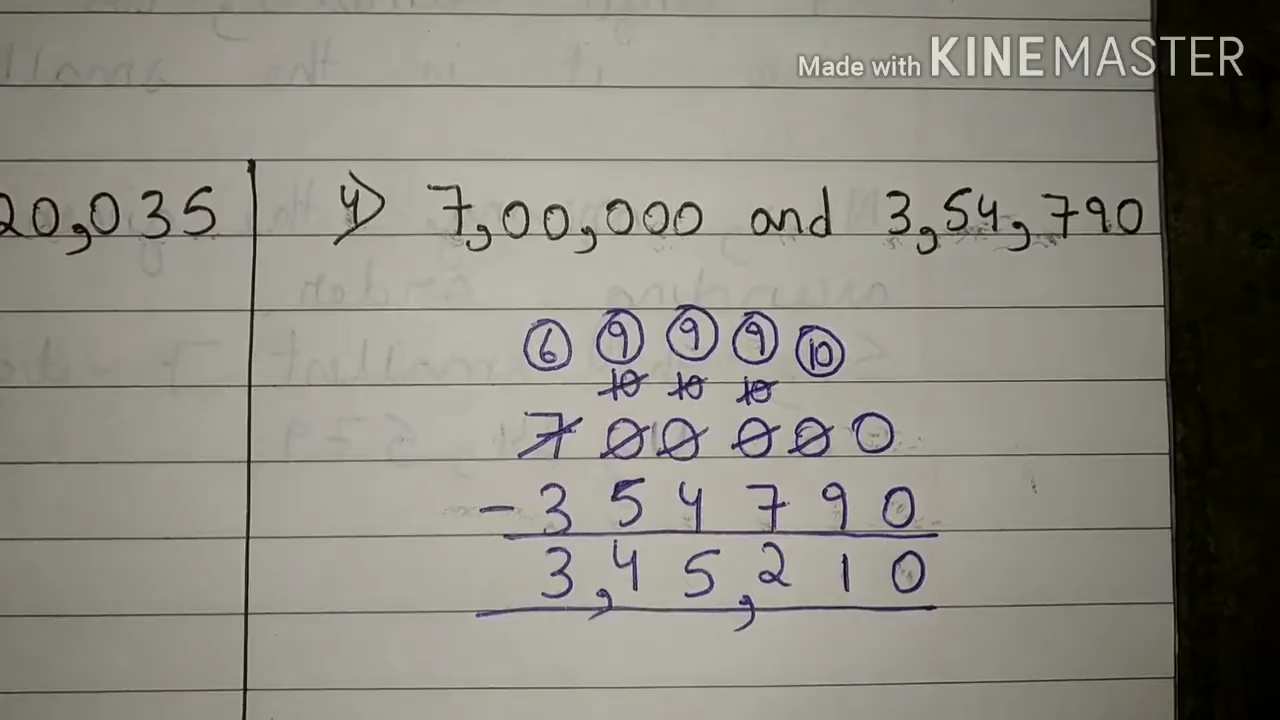 Made with KINEMASTER
20,035
4) 7,00,000 and 3,54,790
6 9 9 9 10
10 10 10
7 0 0 0 0 0
- 3 5 4 7 9 0
3,4 5,2 1 0